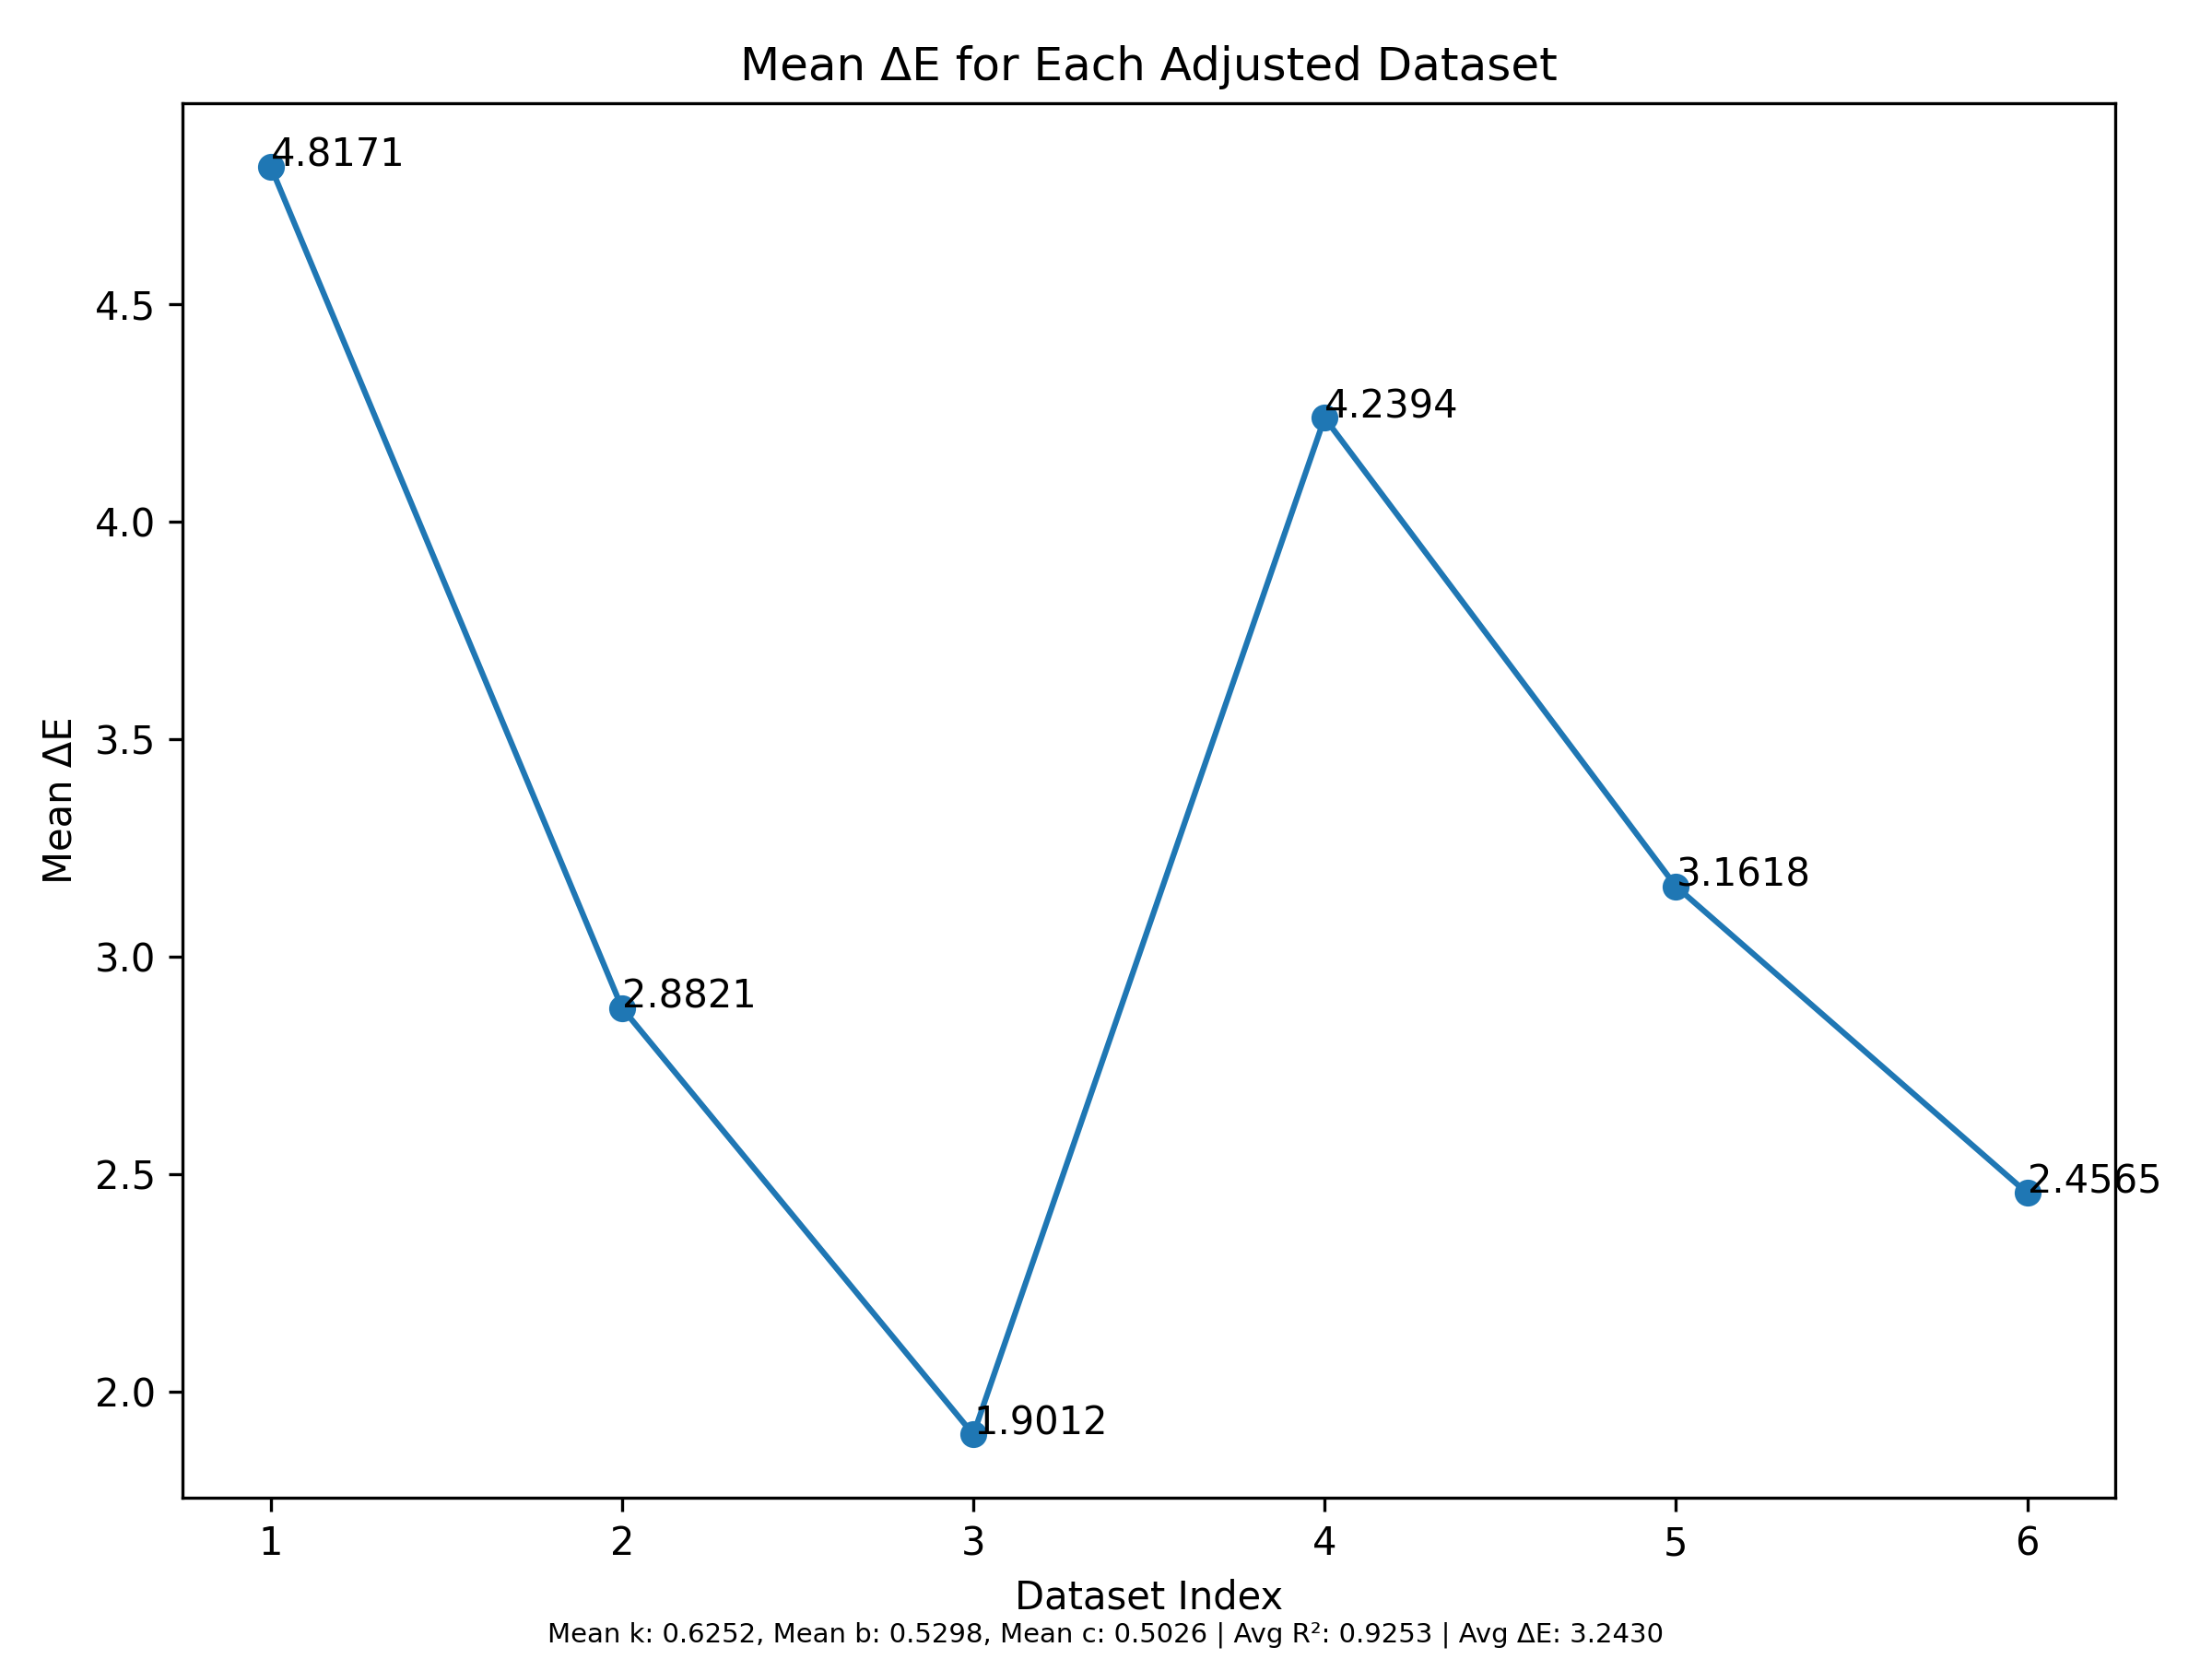 Mean ΔE for Each Adjusted Dataset
4.8171
4.5
4.2394
4.0
Mean ΔE
3.5
3.1618
3.0
2.8821
2.5
2.4565
2.0
1.9012
1 2 3 4 5 6
Dataset Index
Mean k: 0.6252, Mean b: 0.5298, Mean c: 0.5026 | Avg R²: 0.9253 | Avg ΔE: 3.2430